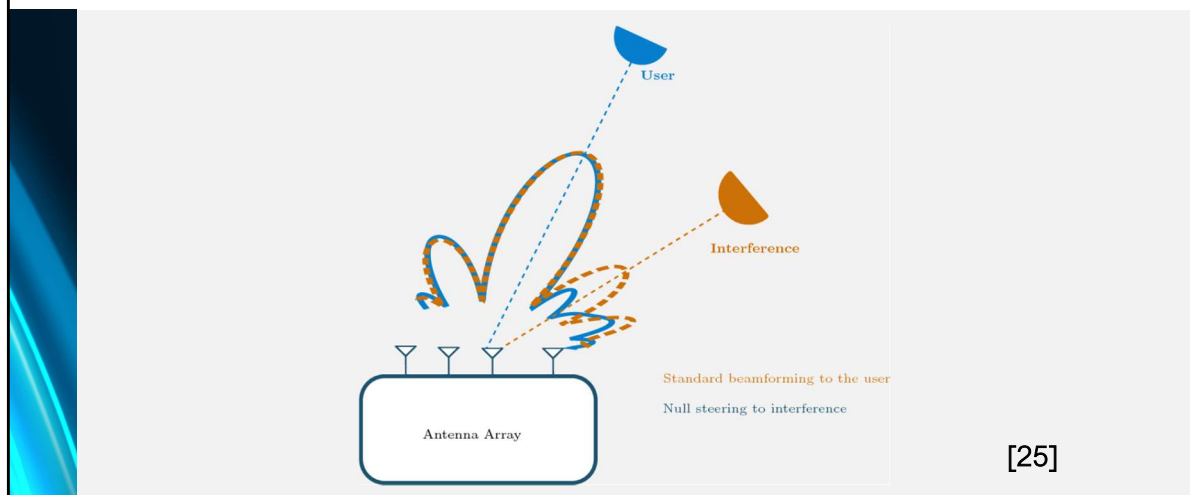 User
Interference
Standard beamforming to the user
Null steering to interference
Antenna Array
[25]